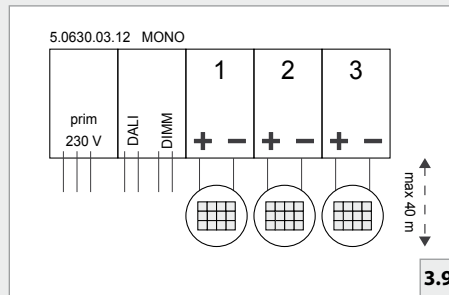 5.0630.03.12 MONO
prim
230 V
DALI
DIMM
1
+ –
2
+ –
3
+ –
max 40 m
3.9